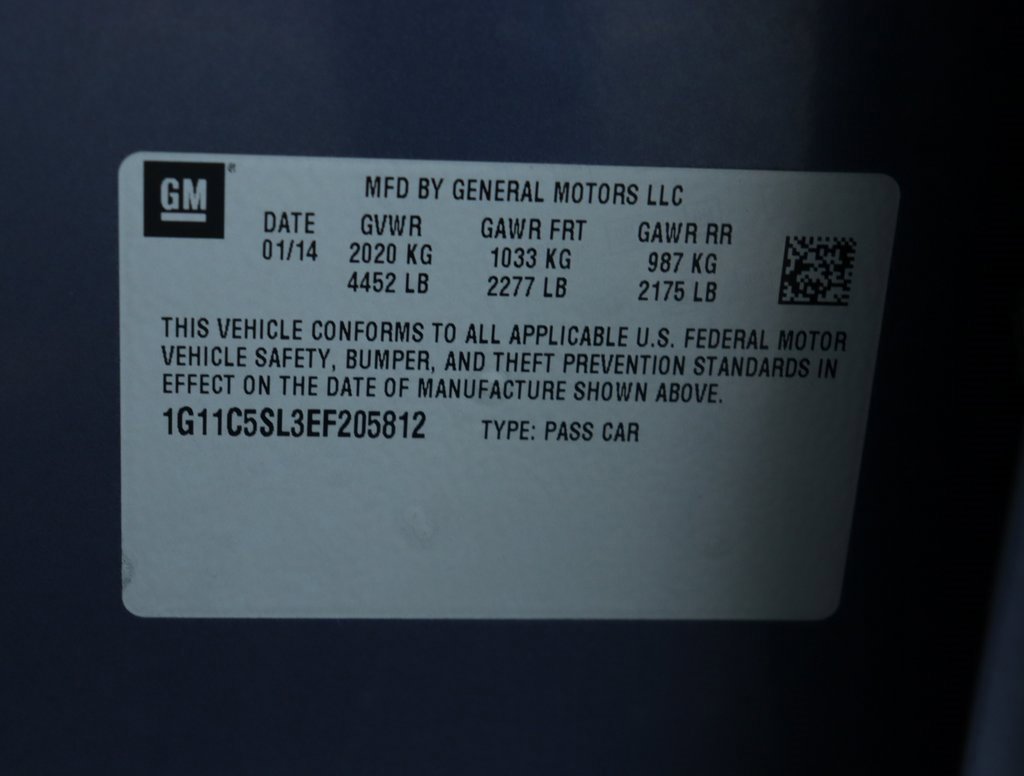 GM®
MFD BY GENERAL MOTORS LLC
DATE GVWR GAWR FRT GAWR RR
01/14 2020 KG 1033 KG 987 KG
4452 LB 2277 LB 2175 LB
THIS VEHICLE CONFORMS TO ALL APPLICABLE U.S. FEDERAL MOTOR
VEHICLE SAFETY, BUMPER, AND THEFT PREVENTION STANDARDS IN
EFFECT ON THE DATE OF MANUFACTURE SHOWN ABOVE.
1G11C5SL3EF205812 TYPE: PASS CAR